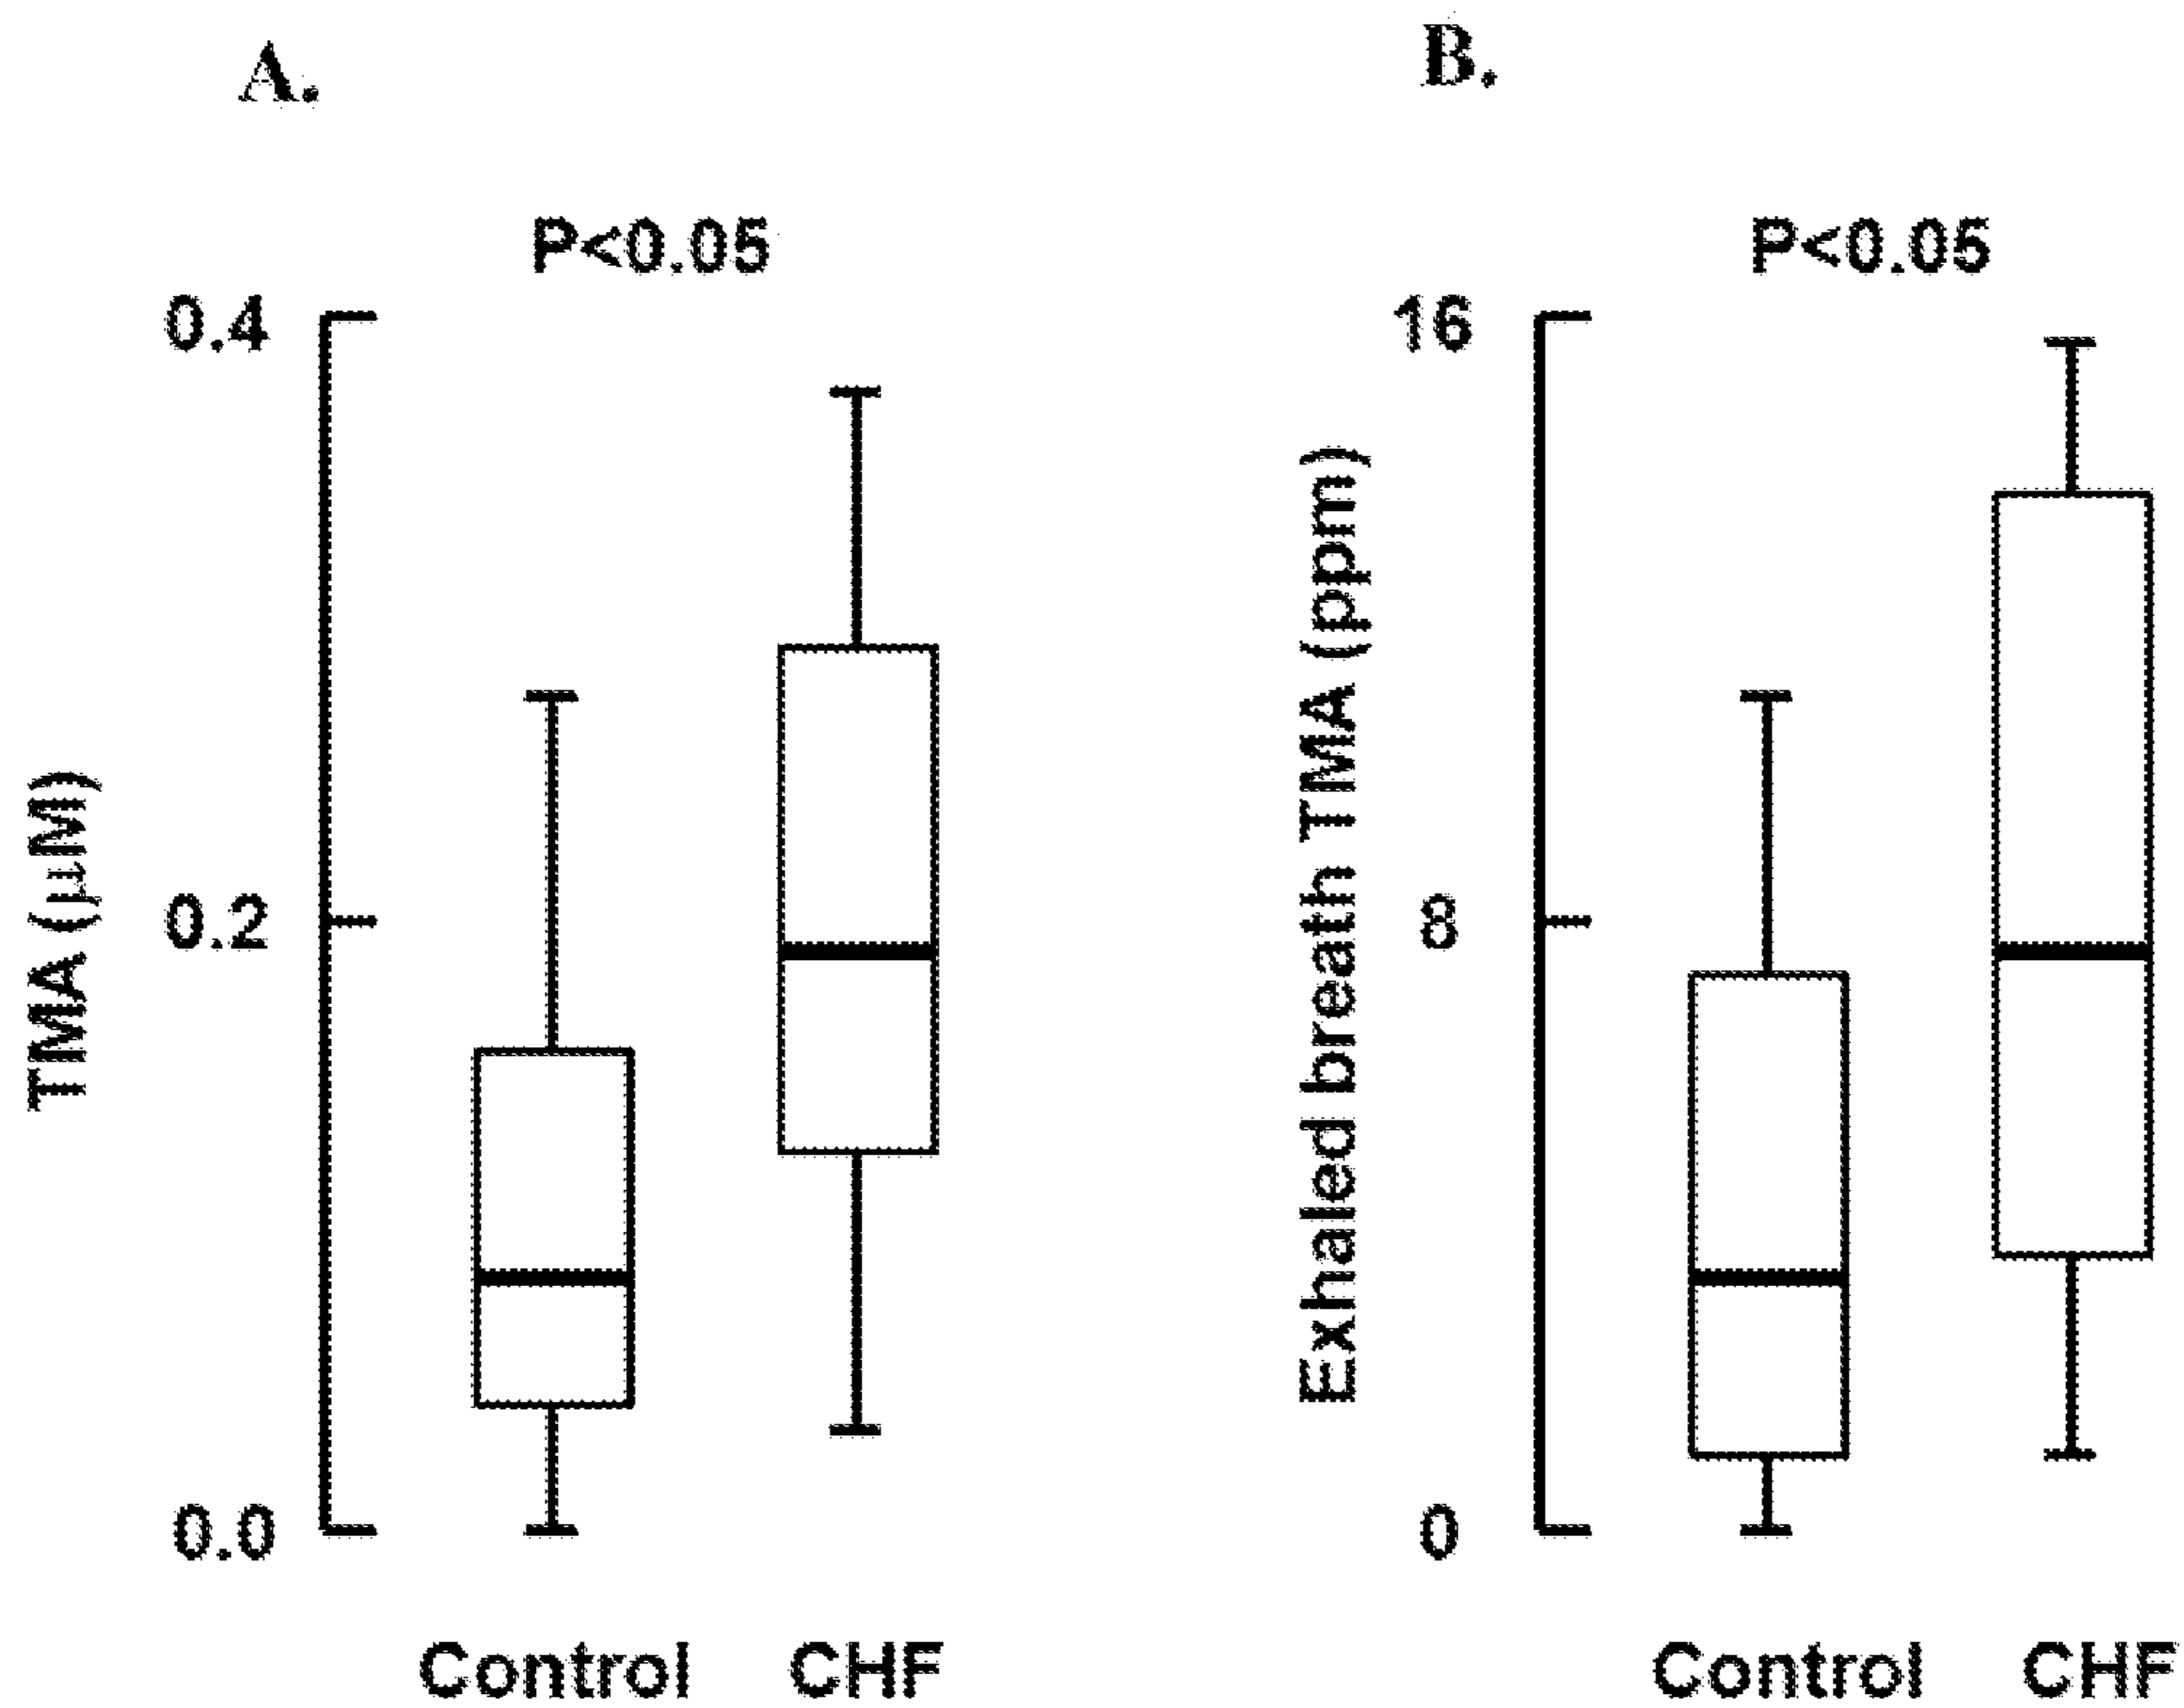 A.
P<0.05
0.4
0.2
0.0
TMA (μM)
Control
CHF
B.
P<0.05
16
8
0
Exhaled breath TMA (ppm)
Control
CHF